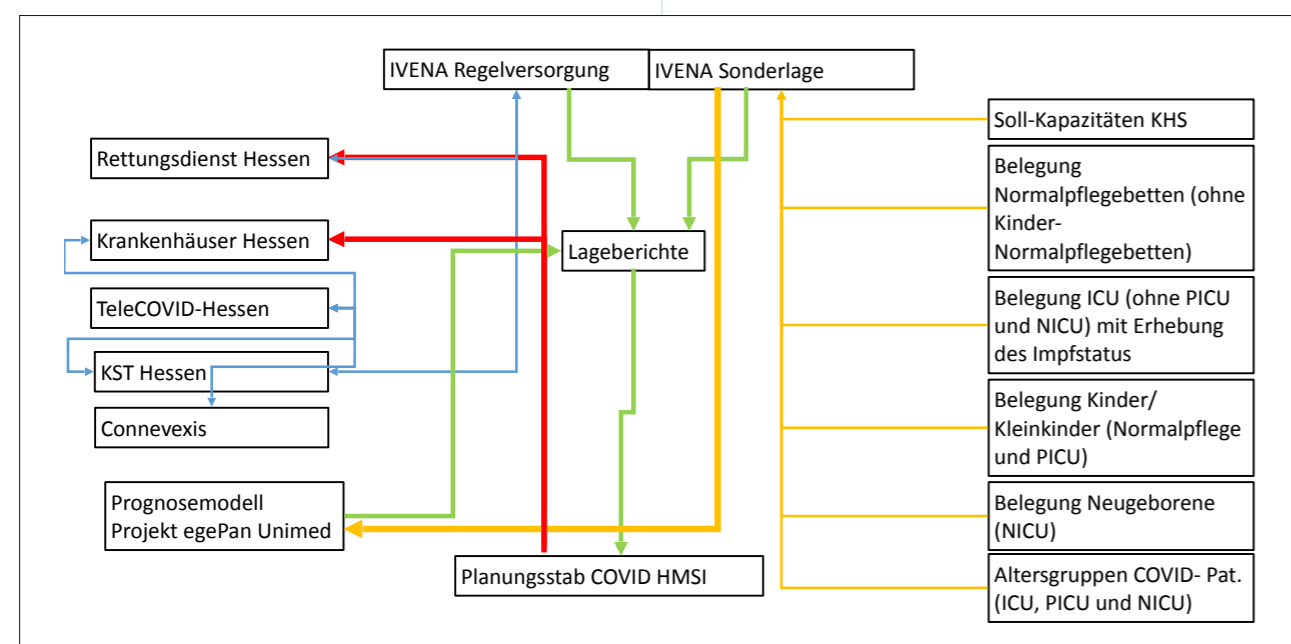 IVENA Regelversorgung
IVENA Sonderlage
Rettungsdienst Hessen
Krankenhäuser Hessen
TeleCOVID-Hessen
KST Hessen
Connevexis
Prognosemodell
Projekt egePan Unimed
Lageberichte
Planungsstab COVID HMSI
Soll-Kapazitäten KHS
Belegung
Normalpflegebetten (ohne
Kinder-
Normalpflegebetten)
Belegung ICU (ohne PICU
und NICU) mit Erhebung
des Impfstatus
Belegung Kinder/
Kleinkinder (Normalpflege
und PICU)
Belegung Neugeborene
(NICU)
Altersgruppen COVID- Pat.
(ICU, PICU und NICU)